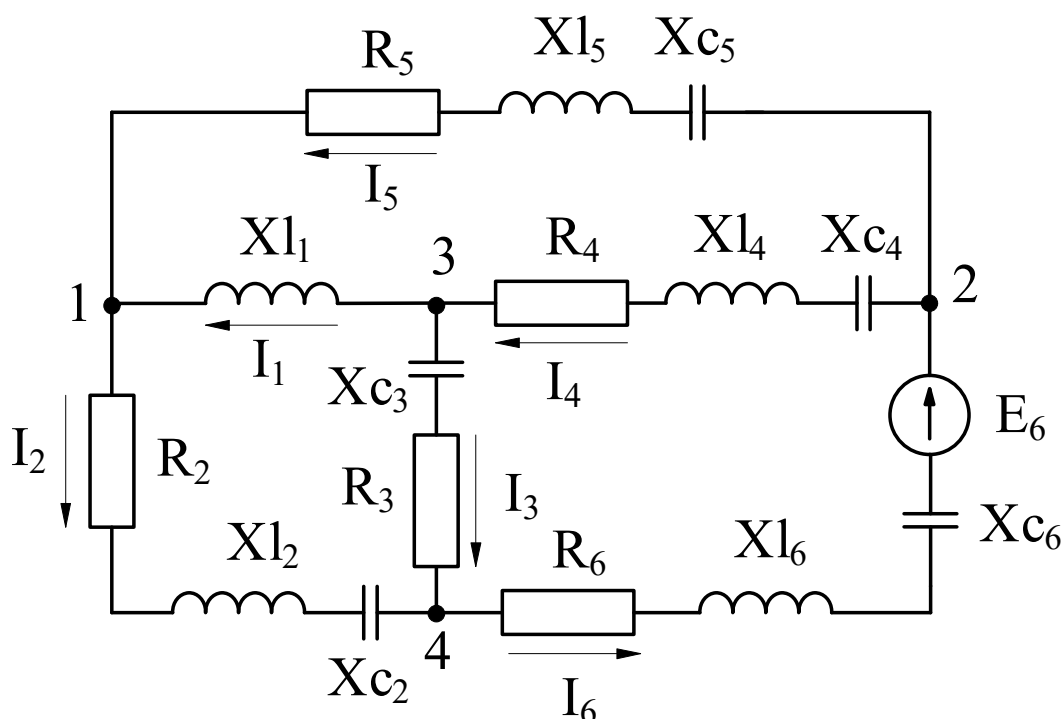 R₅ Xl₅ Xc₅
I₅
Xl₁ 3 R₄ Xl₄ Xc₄
1 2
I₁ Xc₃ I₄
E₆
I₂ R₂ R₃ I₃
Xc₆
Xl₂ R₆ Xl₆
Xc₂ 4 I₆